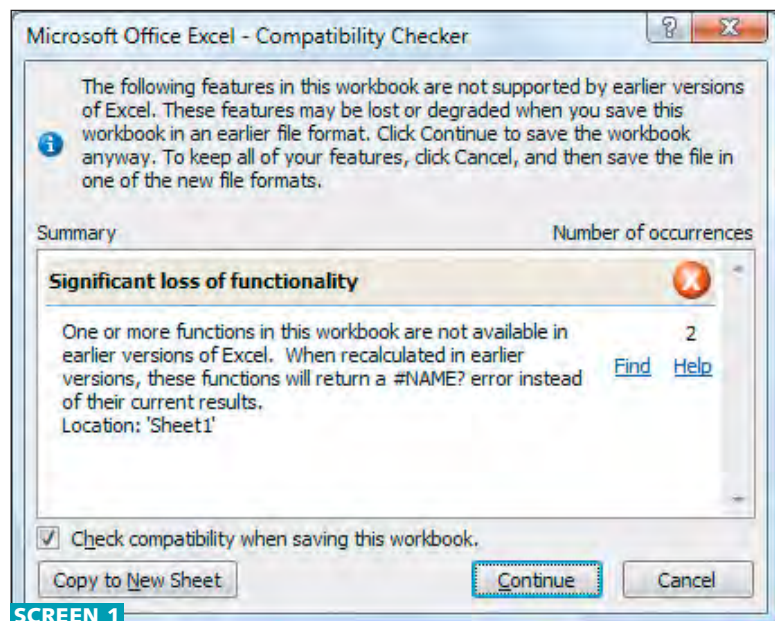 Microsoft Office Excel - Compatibility Checker
The following features in this workbook are not supported by earlier versions
of Excel. These features may be lost or degraded when you save this
workbook in an earlier file format. Click Continue to save the workbook
anyway. To keep all of your features, click Cancel, and then save the file in
one of the new file formats.
Summary Number of occurrences
Significant loss of functionality
One or more functions in this workbook are not available in 2
earlier versions of Excel. When recalculated in earlier Find Help
versions, these functions will return a #NAME? error instead
of their current results.
Location: 'Sheet1'
Check compatibility when saving this workbook.
Copy to New Sheet Continue Cancel
SCREEN 1